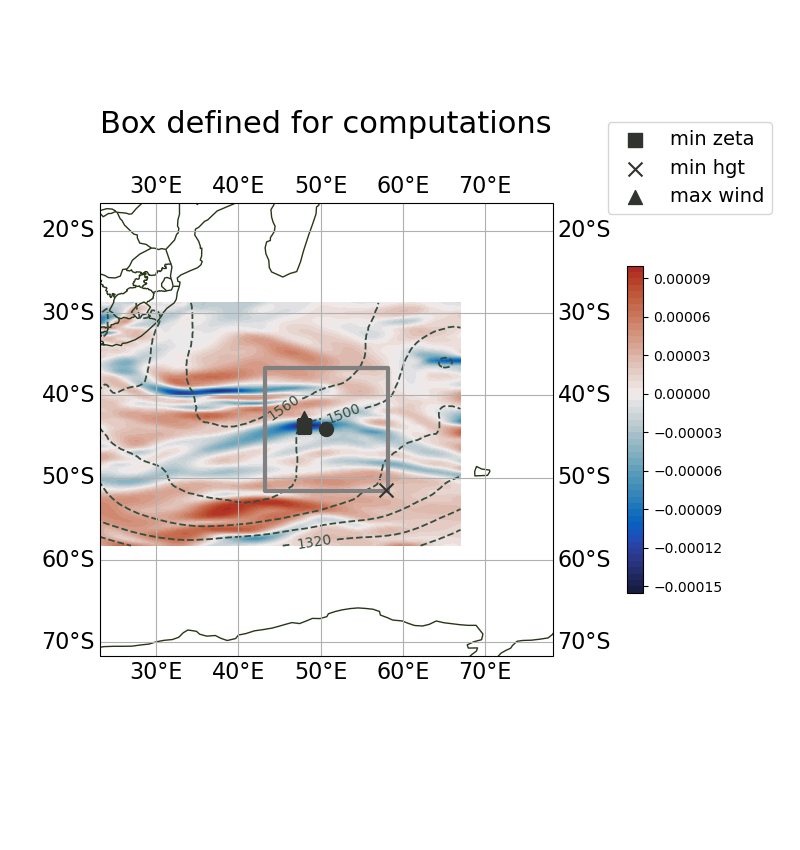 Box defined for computations
min zeta
min hgt
max wind
30°E 40°E 50°E 60°E 70°E
20°S 20°S
30°S 30°S
40°S 40°S
50°S 50°S
60°S 60°S
70°S 70°S
30°E 40°E 50°E 60°E 70°E
1560
1500
1320
0.00009
0.00006
0.00003
0.00000
−0.00003
−0.00006
−0.00009
−0.00012
−0.00015